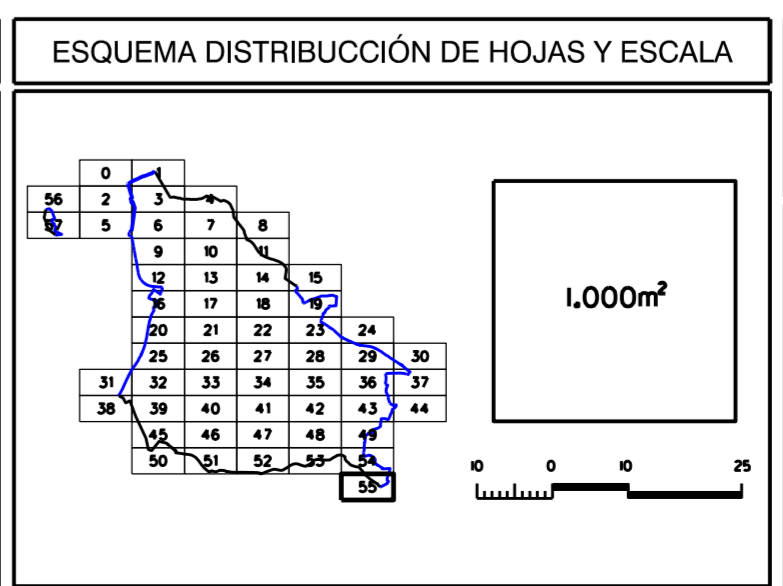 ESQUEMA DISTRIBUCCIÓN DE HOJAS Y ESCALA
0 1
56 2 3 4
57 5 6 7 8
9 10 11
12 13 14 15
16 17 18 19
20 21 22 23 24
25 26 27 28 29 30
31 32 33 34 35 36 37
38 39 40 41 42 43 44
45 46 47 48 49
50 51 52 53 54
55
1.000m²
10 0 10 25